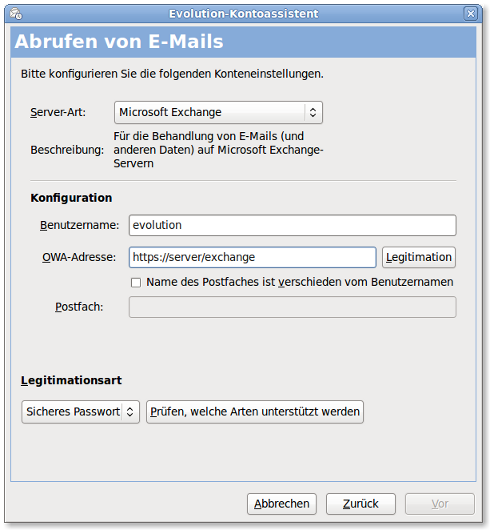 Evolution-Kontoassistent
Abrufen von E-Mails
Bitte konfigurieren Sie die folgenden Konteneinstellungen.
Server-Art: Microsoft Exchange
Beschreibung: Für die Behandlung von E-Mails (und
anderen Daten) auf Microsoft Exchange-
Servern
Konfiguration
Benutzername: evolution
OWA-Adresse: https://server/exchange Legitimation
Name des Postfaches ist verschieden vom Benutzernamen
Postfach:
Legitimationsart
Sicheres Passwort Prüfen, welche Arten unterstützt werden
Abbrechen Zurück Vor